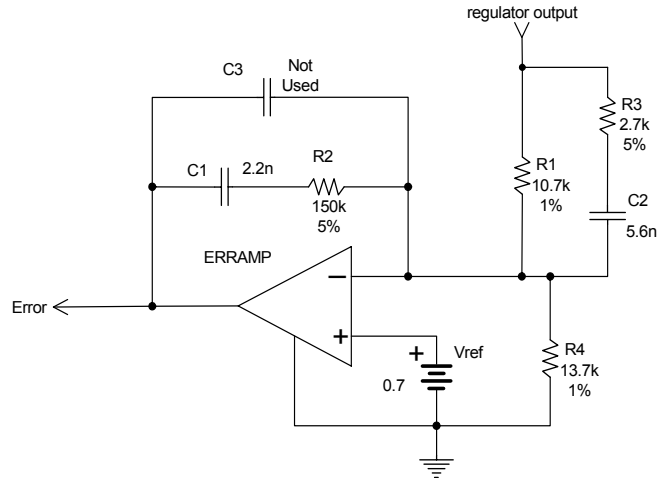 regulator output
C3
Not
Used
R3
2.7k
5%
C1
2.2n
R2
150k
5%
R1
10.7k
1%
C2
5.6n
ERRAMP
Error
Vref
0.7
R4
13.7k
1%